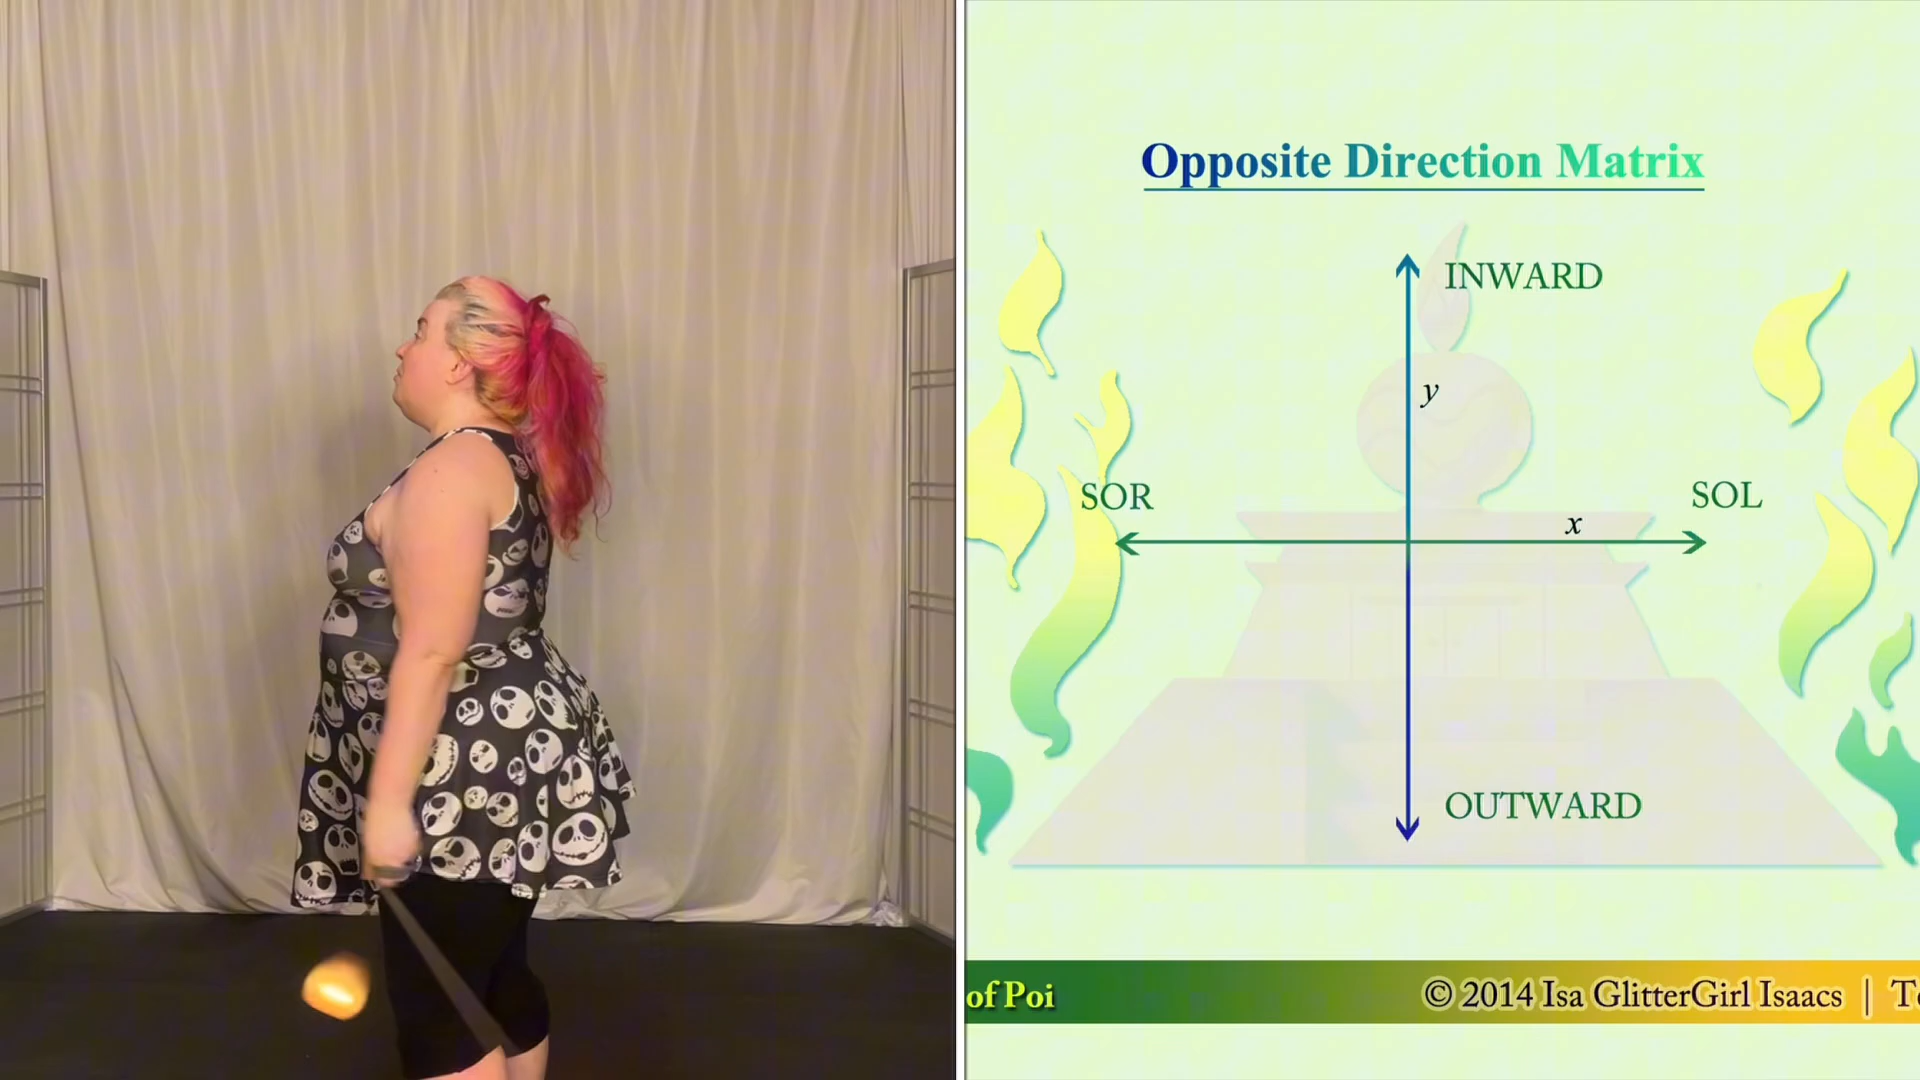 Opposite Direction Matrix
INWARD
y
SOR
SOL
x
OUTWARD
of Poi
© 2014 Isa GlitterGirl Isaacs |